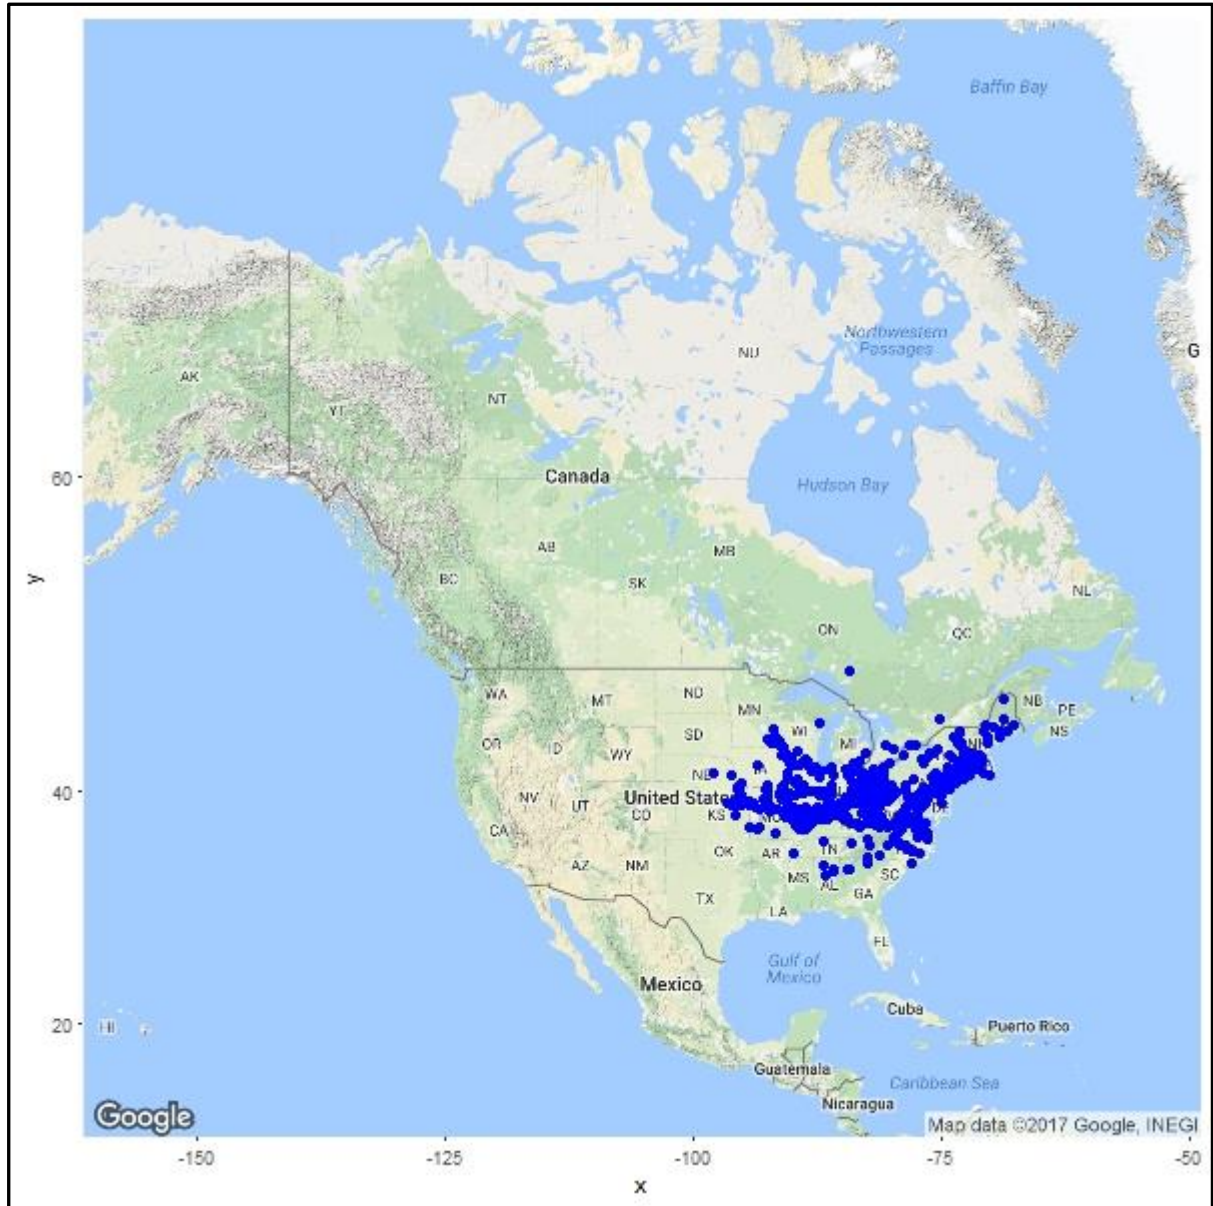 Baffin Bay
Northwestern
Passages
NU
G
AK
YT
NT
60
Canada
Hudson Bay
y
AB
MB
BC
SK
NL
ON
QC
WA
MT
ND
MN
NB
PE
NS
OR
ID
SD
WI
MI
WY
NV
UT
CO
United State
40
KS
CA
AZ
NM
OK
AR
TN
MS
AL
SC
GA
TX
LA
FL
Gulf of
Mexico
Mexico
Cuba
HI
20
Puerto Rico
Guatemala
Caribbean Sea
Nicaragua
Google
Map data ©2017 Google, INEGI
-150
-125
-100
-75
-50
x